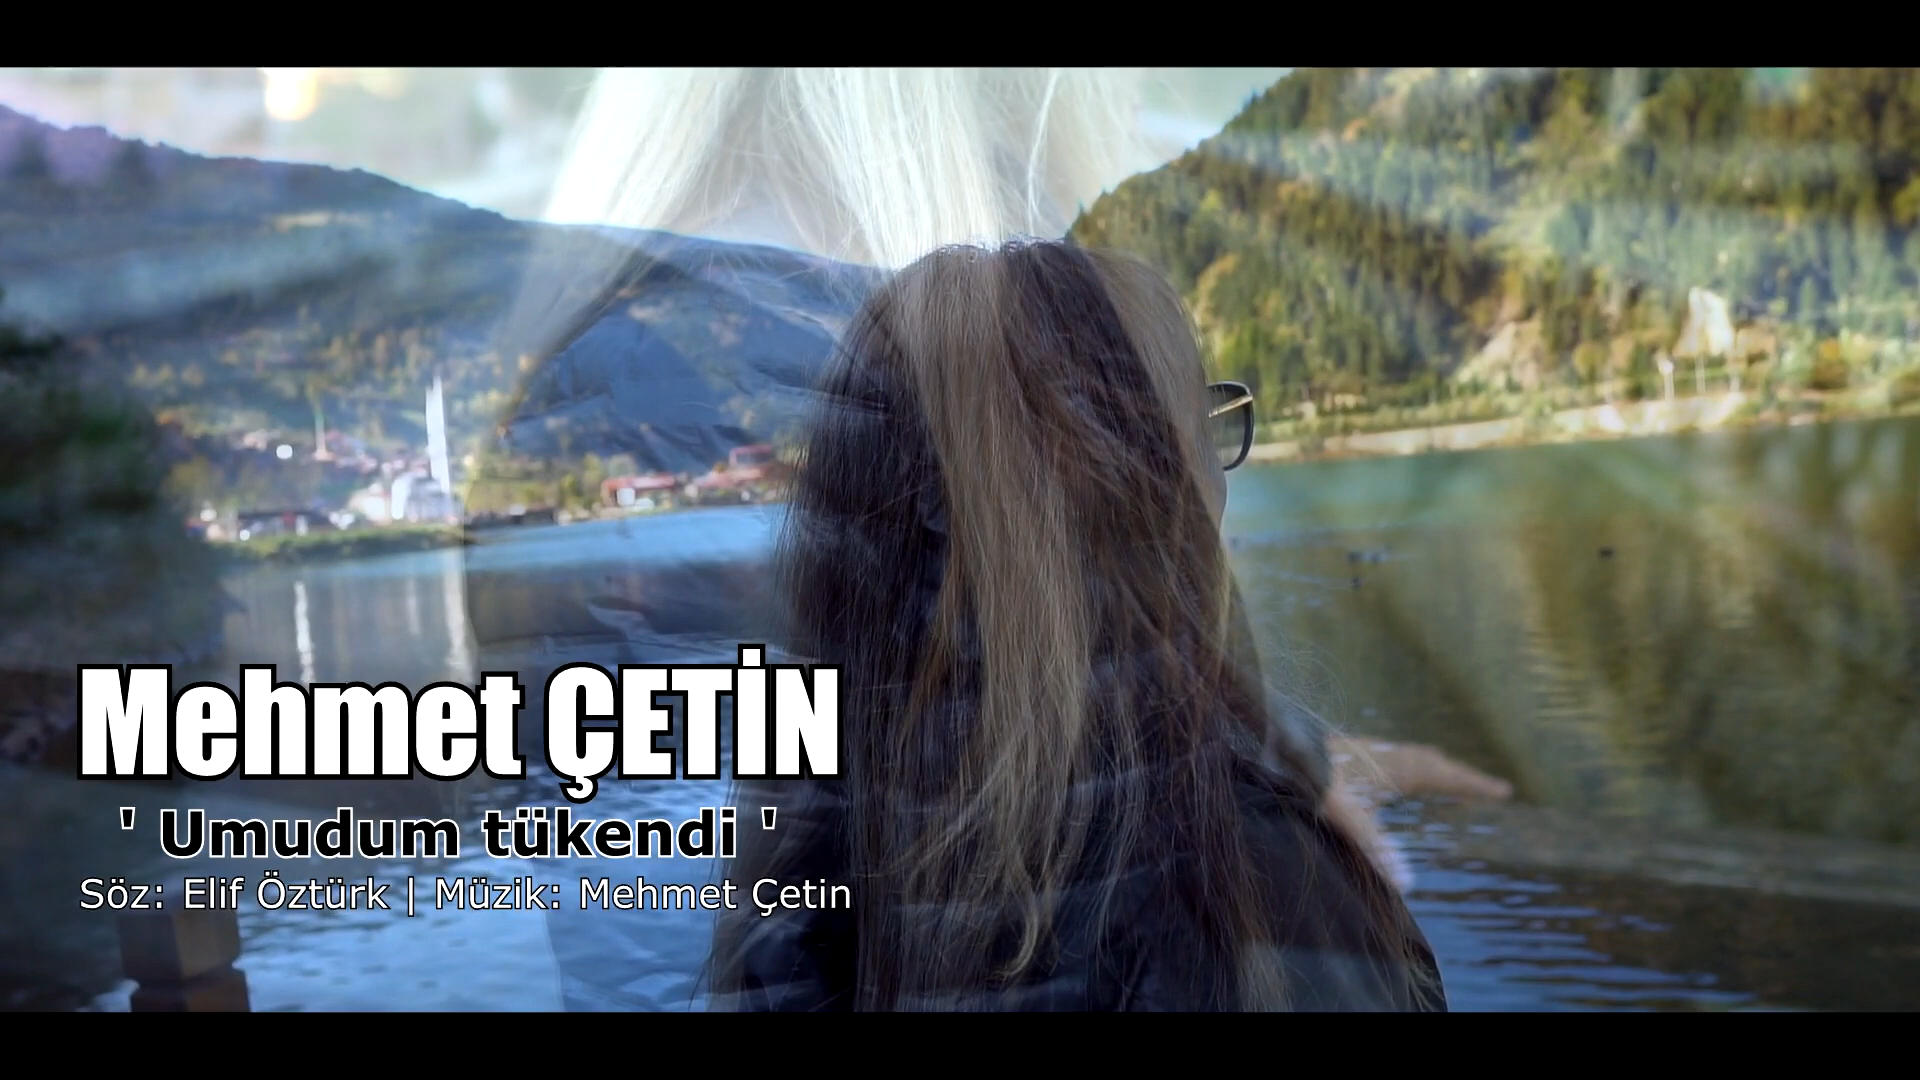 Mehmet ÇETİN
' Umudum tükendi '
Söz: Elif Öztürk | Müzik: Mehmet Çetin